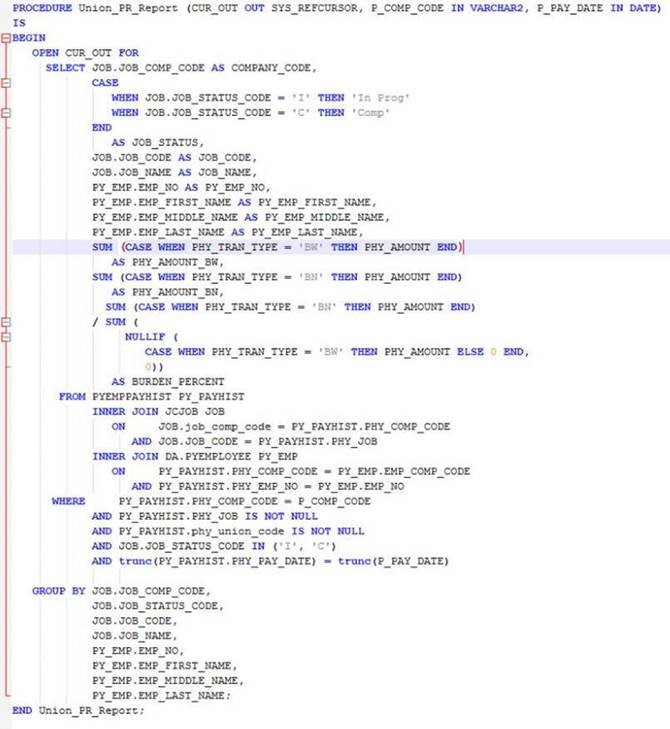 PROCEDURE Union_PR_Report (CUR_OUT OUT SYS_REFCURSOR, P_COMP_CODE IN VARCHAR2, P_PAY_DATE IN DATE)
IS
BEGIN
OPEN CUR_OUT FOR
SELECT JOB.JOB_COMP_CODE AS COMPANY_CODE,
CASE
WHEN JOB.JOB_STATUS_CODE = 'I' THEN 'In Prog'
WHEN JOB.JOB_STATUS_CODE = 'C' THEN 'Comp'
END
AS JOB_STATUS,
JOB.JOB_CODE AS JOB_CODE,
JOB.JOB_NAME AS JOB_NAME,
PY_EMP.EMP_NO AS PY_EMP_NO,
PY_EMP.EMP_FIRST_NAME AS PY_EMP_FIRST_NAME,
PY_EMP.EMP_MIDDLE_NAME AS PY_EMP_MIDDLE_NAME,
PY_EMP.EMP_LAST_NAME AS PY_EMP_LAST_NAME,
SUM (CASE WHEN PHY_TRAN_TYPE = 'BW' THEN PHY_AMOUNT END)
AS PHY_AMOUNT_BW,
SUM (CASE WHEN PHY_TRAN_TYPE = 'BN' THEN PHY_AMOUNT END)
AS PHY_AMOUNT_BN,
SUM (CASE WHEN PHY_TRAN_TYPE = 'BN' THEN PHY_AMOUNT END)
/ SUM (
NULLIF (
CASE WHEN PHY_TRAN_TYPE = 'BW' THEN PHY_AMOUNT ELSE 0 END,
0))
AS BURDEN_PERCENT
FROM PYEMPPAYHIST PY_PAYHIST
INNER JOIN JCJOB JOB
ON JOB.job_comp_code = PY_PAYHIST.PHY_COMP_CODE
AND JOB.JOB_CODE = PY_PAYHIST.PHY_JOB
INNER JOIN DA.PYEMPLOYEE PY_EMP
ON PY_PAYHIST.PHY_COMP_CODE = PY_EMP.EMP_COMP_CODE
AND PY_PAYHIST.PHY_EMP_NO = PY_EMP.EMP_NO
WHERE PY_PAYHIST.PHY_COMP_CODE = P_COMP_CODE
AND PY_PAYHIST.PHY_JOB IS NOT NULL
AND PY_PAYHIST.phy_union_code IS NOT NULL
AND JOB.JOB_STATUS_CODE IN ('I', 'C')
AND trunc(PY_PAYHIST.PHY_PAY_DATE) = trunc(P_PAY_DATE)
GROUP BY JOB.JOB_COMP_CODE,
JOB.JOB_STATUS_CODE,
JOB.JOB_CODE,
JOB.JOB_NAME,
PY_EMP.EMP_NO,
PY_EMP.EMP_FIRST_NAME,
PY_EMP.EMP_MIDDLE_NAME,
PY_EMP.EMP_LAST_NAME;
END Union_PR_Report;